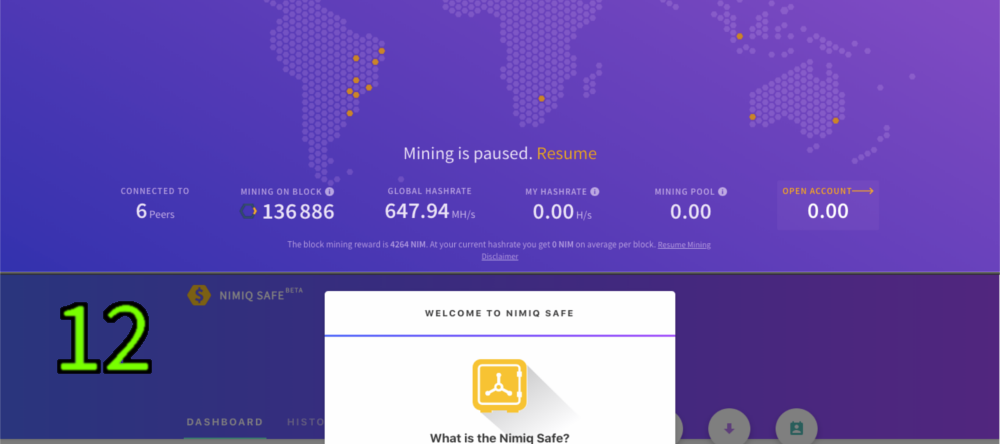 Mining is paused. Resume
CONNECTED TO
6 Peers
MINING ON BLOCK
136 886
GLOBAL HASHRATE
647.94 MH/s
MY HASHRATE
0.00 H/s
MINING POOL
0.00
OPEN ACCOUNT
0.00
The block mining reward is 4264 NIM. At your current hashrate you get 0 NIM on average per block. Resume Mining
Disclaimer
12
NIMIQ SAFE BETA
WELCOME TO NIMIQ SAFE
DASHBOARD HISTO
What is the Nimiq Safe?